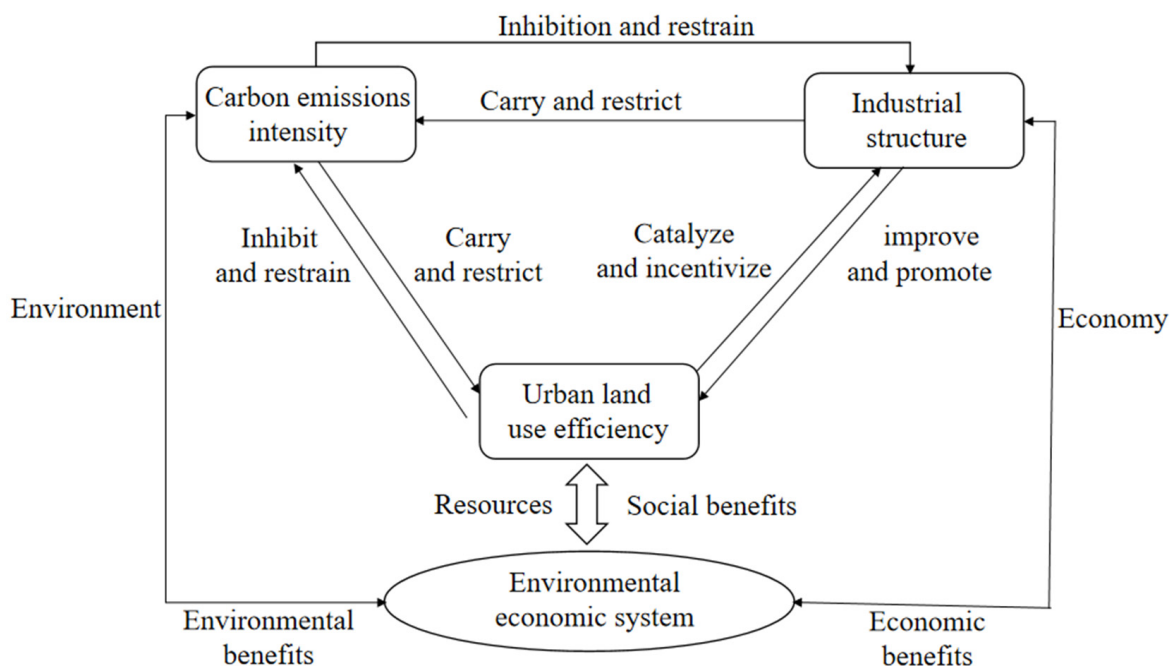 Inhibition and restrain
Carbon emissions
intensity
Carry and restrict
Industrial
structure
Inhibit
and restrain
Carry
and restrict
Catalyze
and incentivize
improve
and promote
Environment
Economy
Urban land
use efficiency
Resources
Social benefits
Environmental
economic system
Environmental
benefits
Economic
benefits